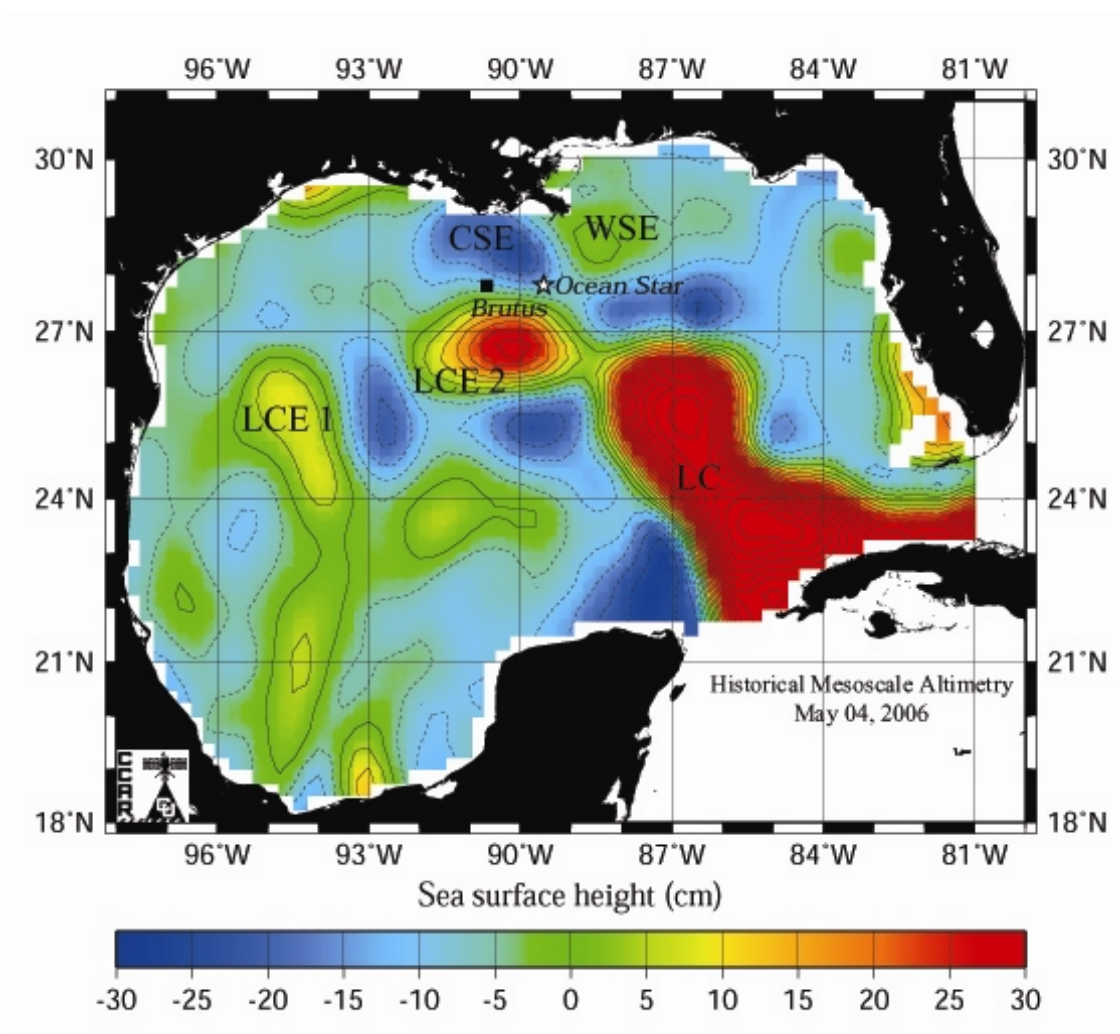 96°W 93°W 90°W 87°W 84°W 81°W
30°N 30°N
CSE WSE
Ocean Star
Brutus
27°N 27°N
LCE 2
LCE 1
LC
24°N 24°N
21°N 21°N
Historical Mesoscale Altimetry
May 04, 2006
CCAR
CU
18°N 18°N
96°W 93°W 90°W 87°W 84°W 81°W
Sea surface height (cm)
-30 -25 -20 -15 -10 -5 0 5 10 15 20 25 30